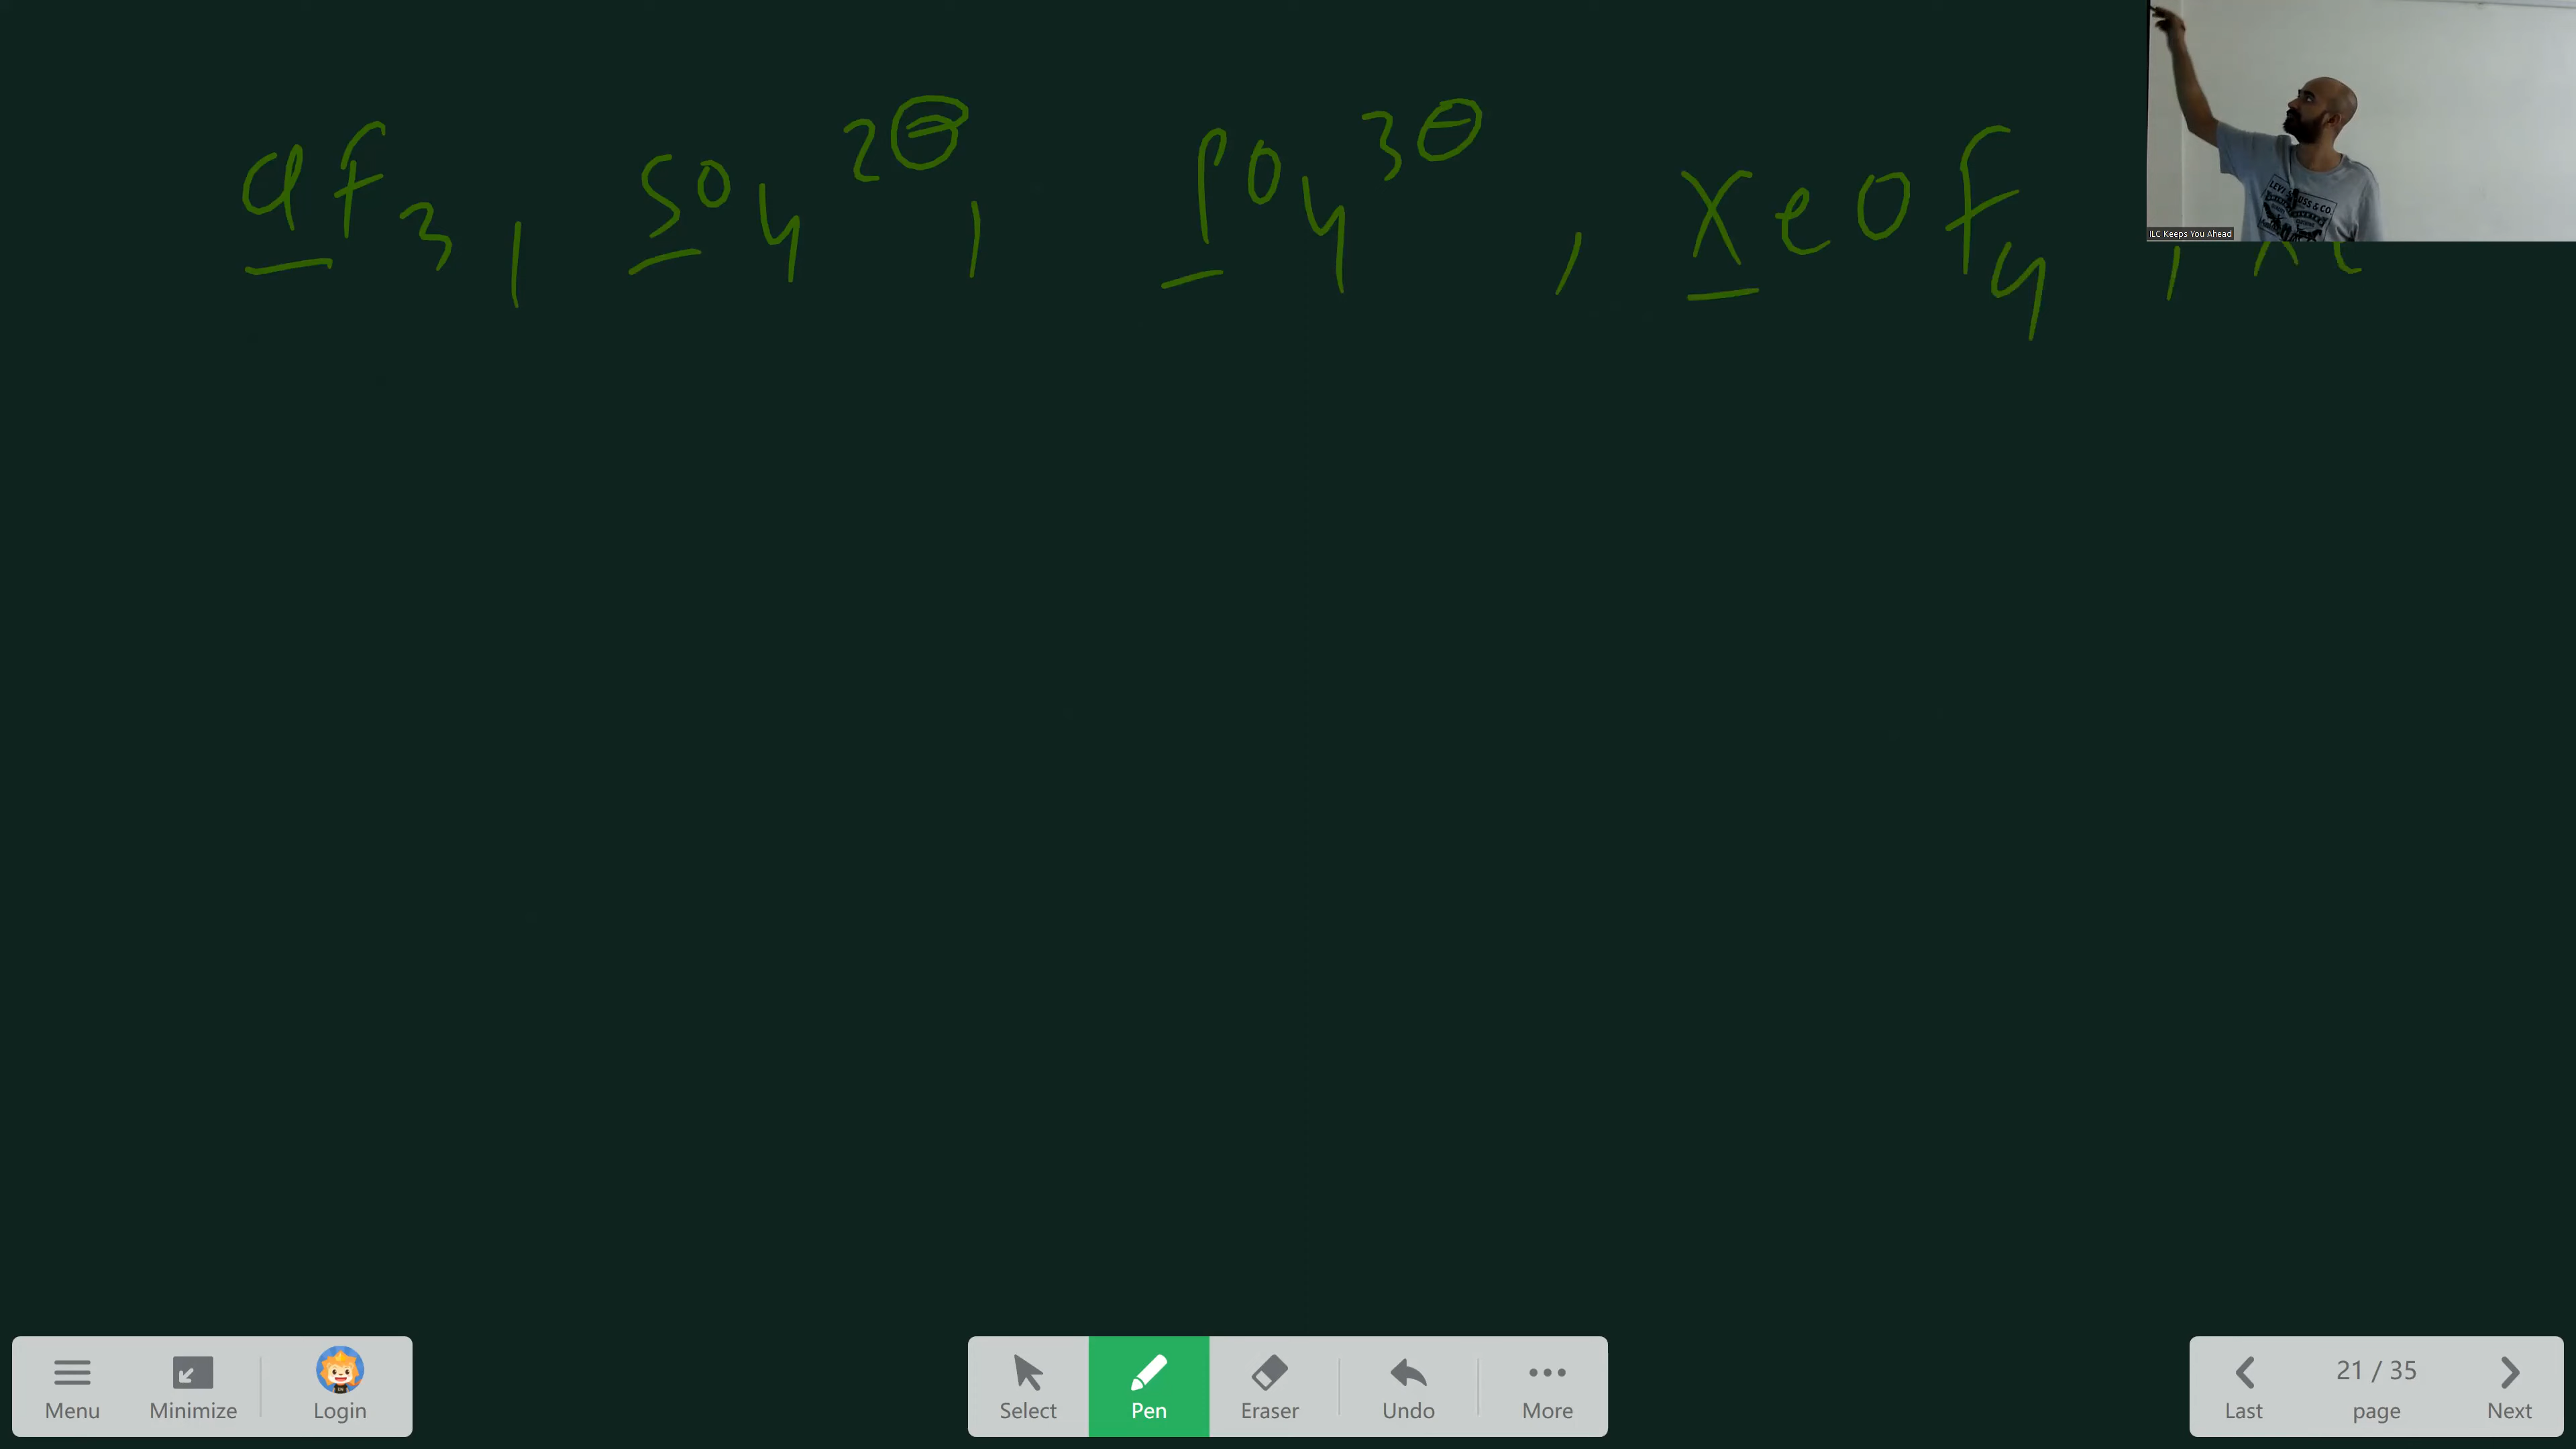 ClF3, SO4 2⊖, PO4 3⊖, XeOF4,
ILC Keeps You Ahead
Menu Minimize Login Select Pen Eraser Undo More Last 21 / 35 page Next